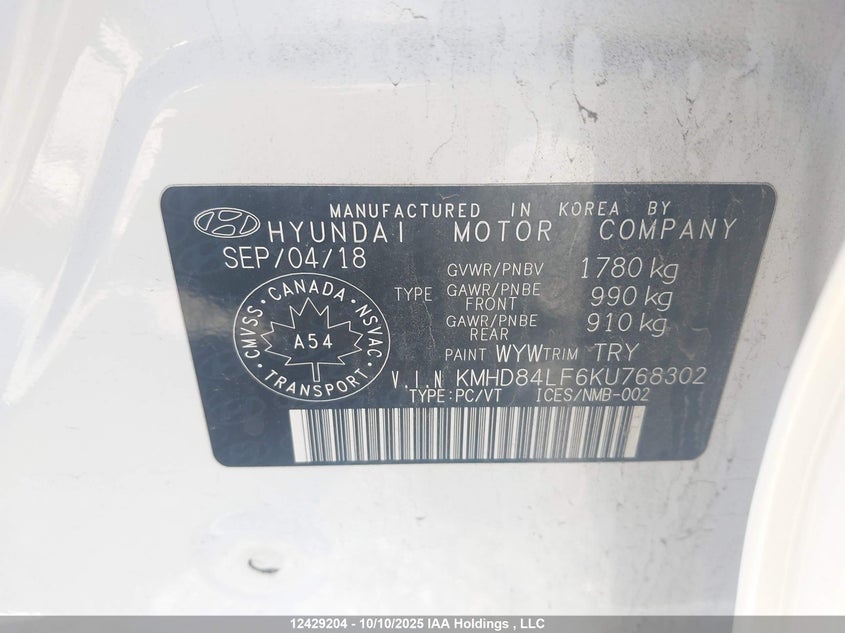 MANUFACTURED IN KOREA BY
HYUNDAI MOTOR COMPANY
SEP/04/18
GVWR/PNBV 1780 kg
TYPE GAWR/PNBE FRONT 990 kg
GAWR/PNBE REAR 910 kg
PAINT WYW TRIM TRY
V.I.N KMHD84LF6KU768302
TYPE:PC/VT ICES/NMB-002
CMVSS · CANADA · NSVAC
A54
TRANSPORT
12429204 - 10/10/2025 IAA Holdings , LLC